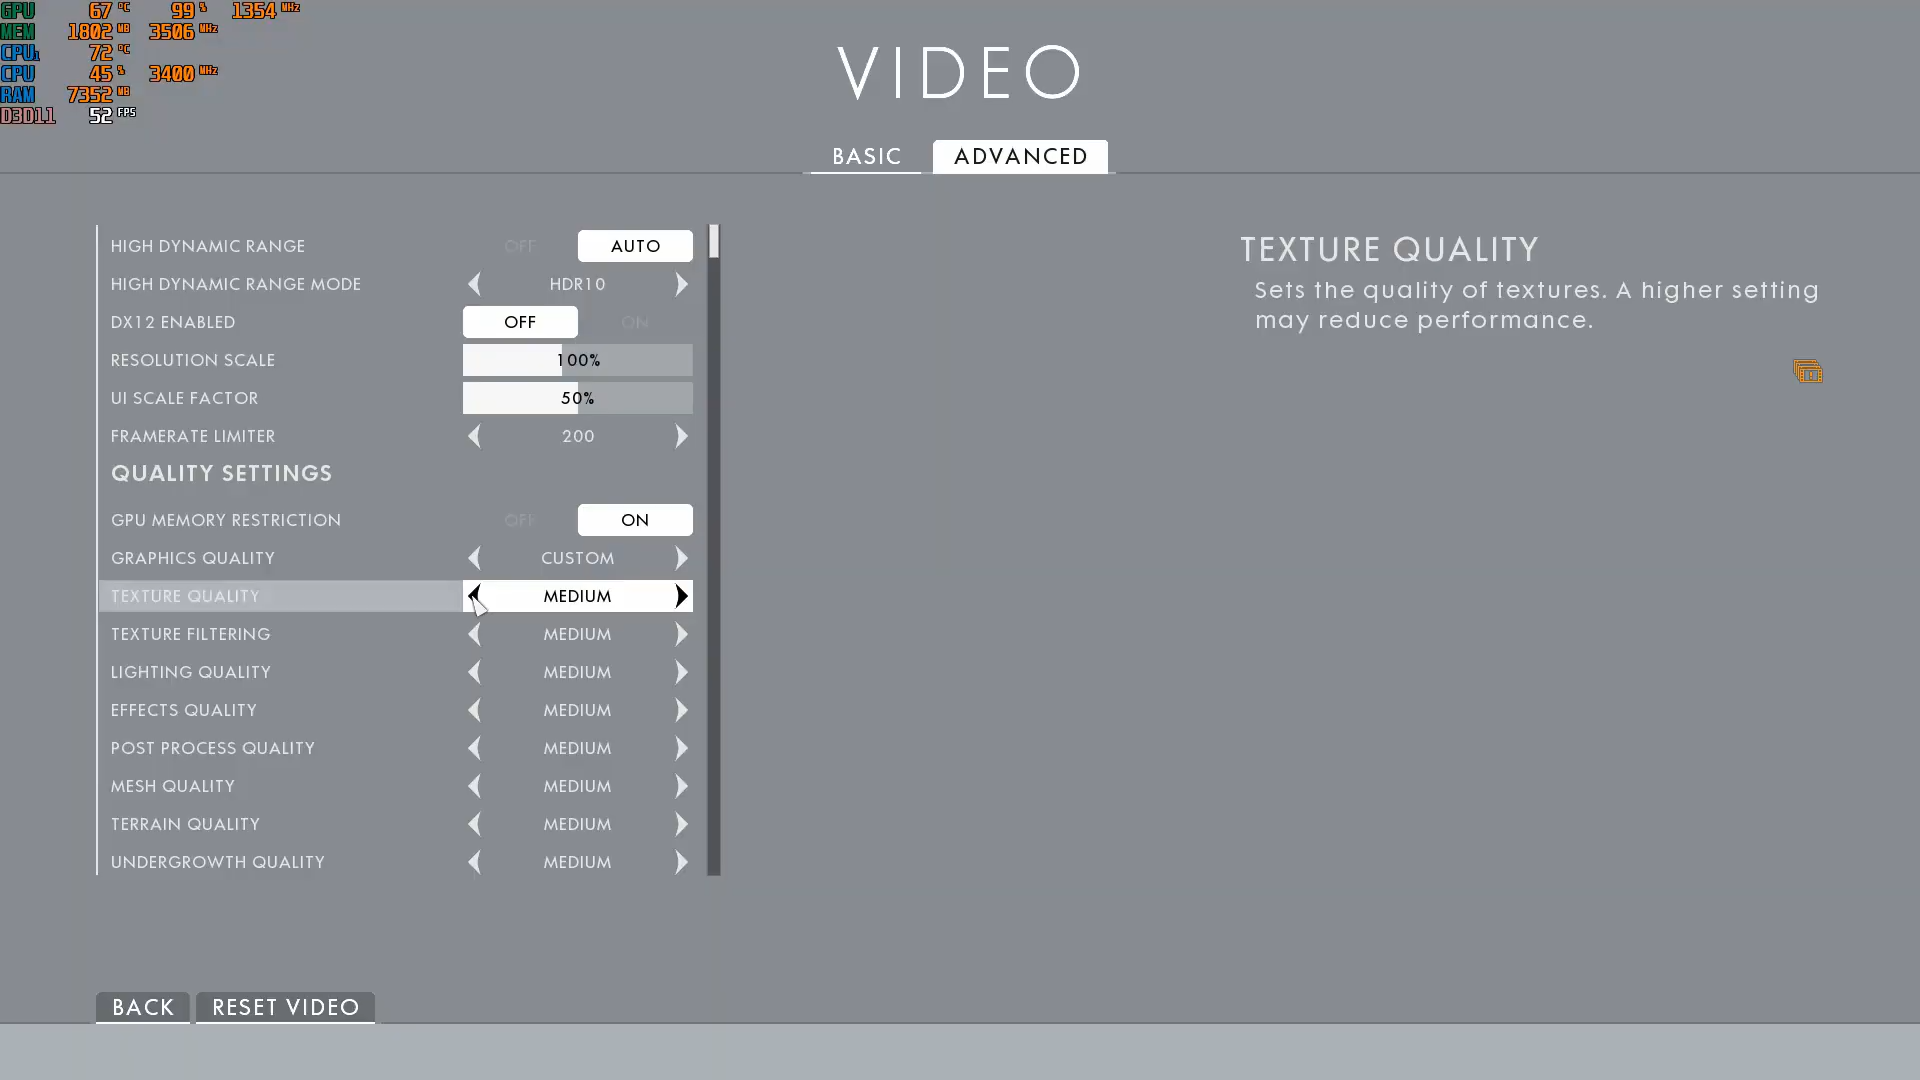 GPU 67 °C 99 % 1354 MHz
MEM 1802 MB 3506 MHz
CPU1 72 °C
CPU 45 % 3400 MHz
RAM 7352 MB
D3D11 52 FPS
VIDEO
BASIC ADVANCED
HIGH DYNAMIC RANGE OFF AUTO
HIGH DYNAMIC RANGE MODE HDR10
DX12 ENABLED OFF ON
RESOLUTION SCALE 100%
UI SCALE FACTOR 50%
FRAMERATE LIMITER 200
QUALITY SETTINGS
GPU MEMORY RESTRICTION OFF ON
GRAPHICS QUALITY CUSTOM
TEXTURE QUALITY MEDIUM
TEXTURE FILTERING MEDIUM
LIGHTING QUALITY MEDIUM
EFFECTS QUALITY MEDIUM
POST PROCESS QUALITY MEDIUM
MESH QUALITY MEDIUM
TERRAIN QUALITY MEDIUM
UNDERGROWTH QUALITY MEDIUM
TEXTURE QUALITY
Sets the quality of textures. A higher setting
may reduce performance.
BACK RESET VIDEO